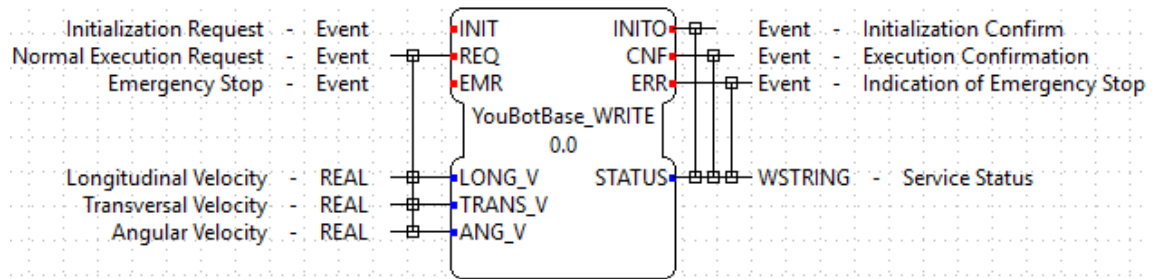 Initialization Request - Event INIT INITO Event - Initialization Confirm
Normal Execution Request - Event REQ CNF Event - Execution Confirmation
Emergency Stop - Event EMR ERR Event - Indication of Emergency Stop
YouBotBase_WRITE
0.0
Longitudinal Velocity - REAL LONG_V STATUS WSTRING - Service Status
Transversal Velocity - REAL TRANS_V
Angular Velocity - REAL ANG_V